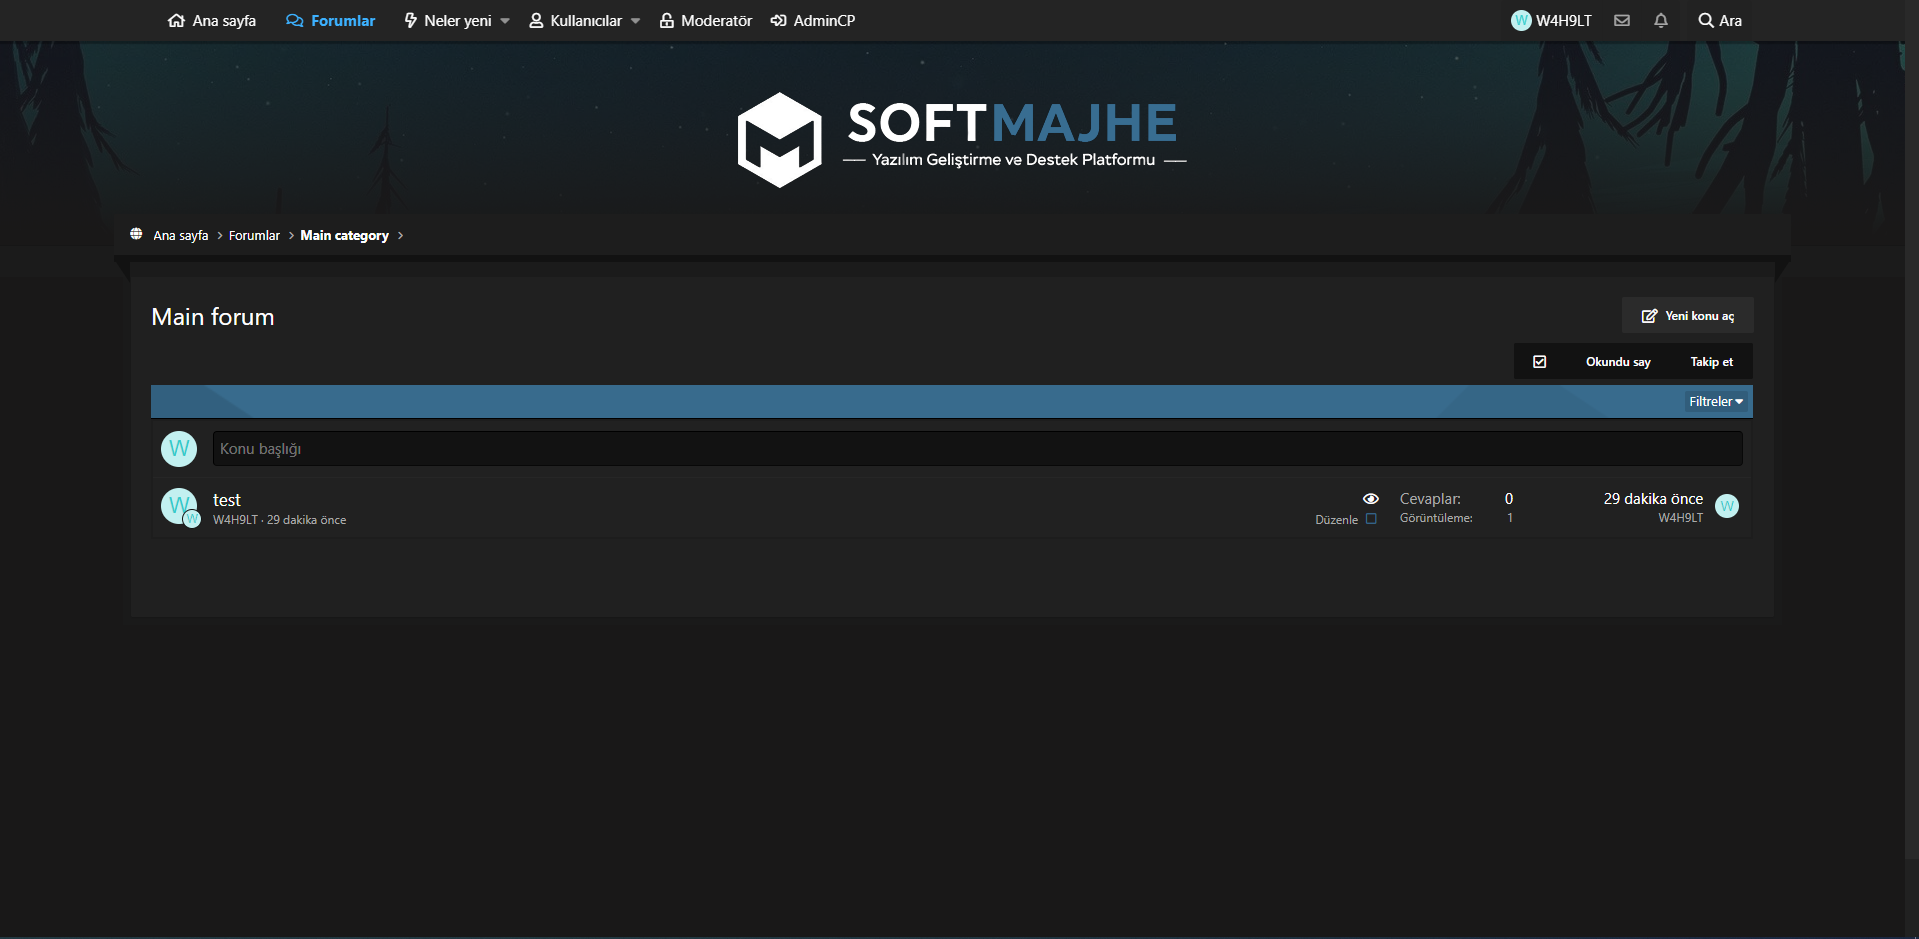 Ana sayfa Forumlar Neler yeni Kullanıcılar Moderatör AdminCP W4H9LT Ara
SOFTMAJHE
Yazılım Geliştirme ve Destek Platformu
Ana sayfa Forumlar Main category
Main forum
Yeni konu aç
Okundu say Takip et
Filtreler
W
Konu başlığı
W W
test
W4H9LT · 29 dakika önce
Düzenle
Cevaplar: 0
Görüntüleme: 1
29 dakika önce
W4H9LT
W